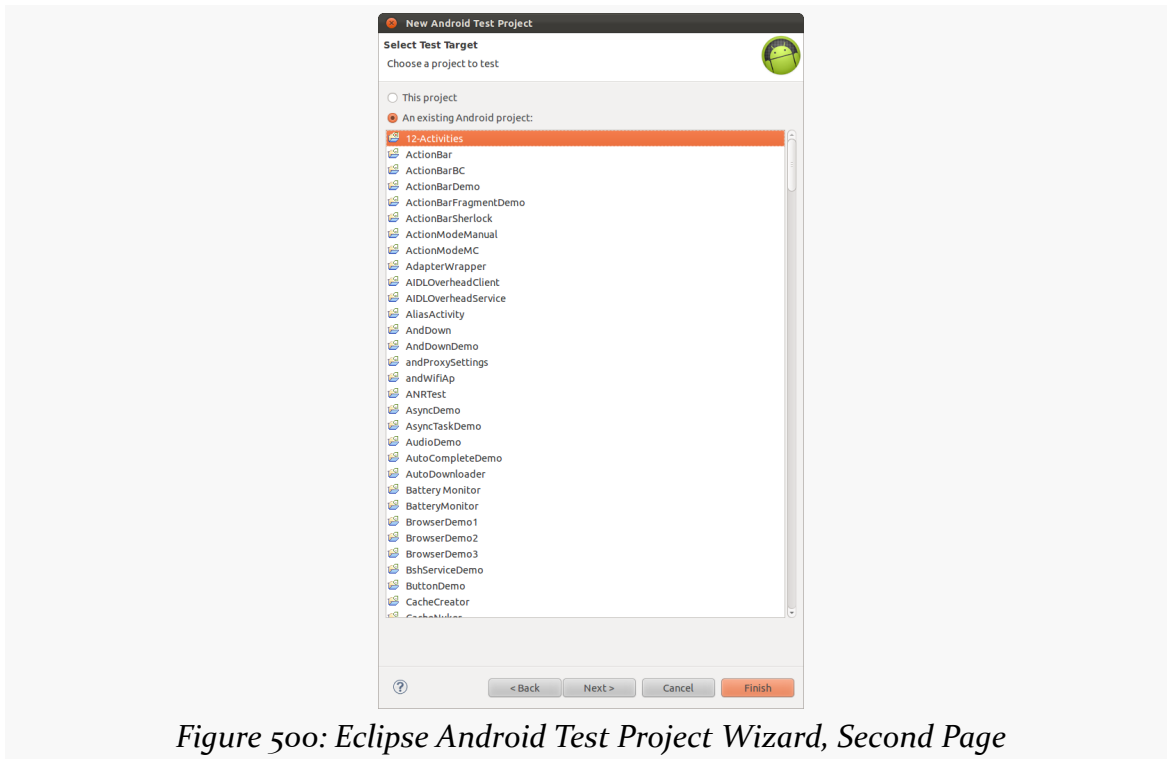 New Android Test Project
Select Test Target
Choose a project to test
This project
An existing Android project:
12-Activities
ActionBar
ActionBarBC
ActionBarDemo
ActionBarFragmentDemo
ActionBarSherlock
ActionModeManual
ActionModeMC
AdapterWrapper
AIDLOverheadClient
AIDLOverheadService
AliasActivity
AndDown
AndDownDemo
andProxySettings
andWifiAp
ANRTest
AsyncDemo
AsyncTaskDemo
AudioDemo
AutoCompleteDemo
AutoDownloader
Battery Monitor
BatteryMonitor
BrowserDemo1
BrowserDemo2
BrowserDemo3
BshServiceDemo
ButtonDemo
CacheCreator
? < Back Next > Cancel Finish
Figure 500: Eclipse Android Test Project Wizard, Second Page